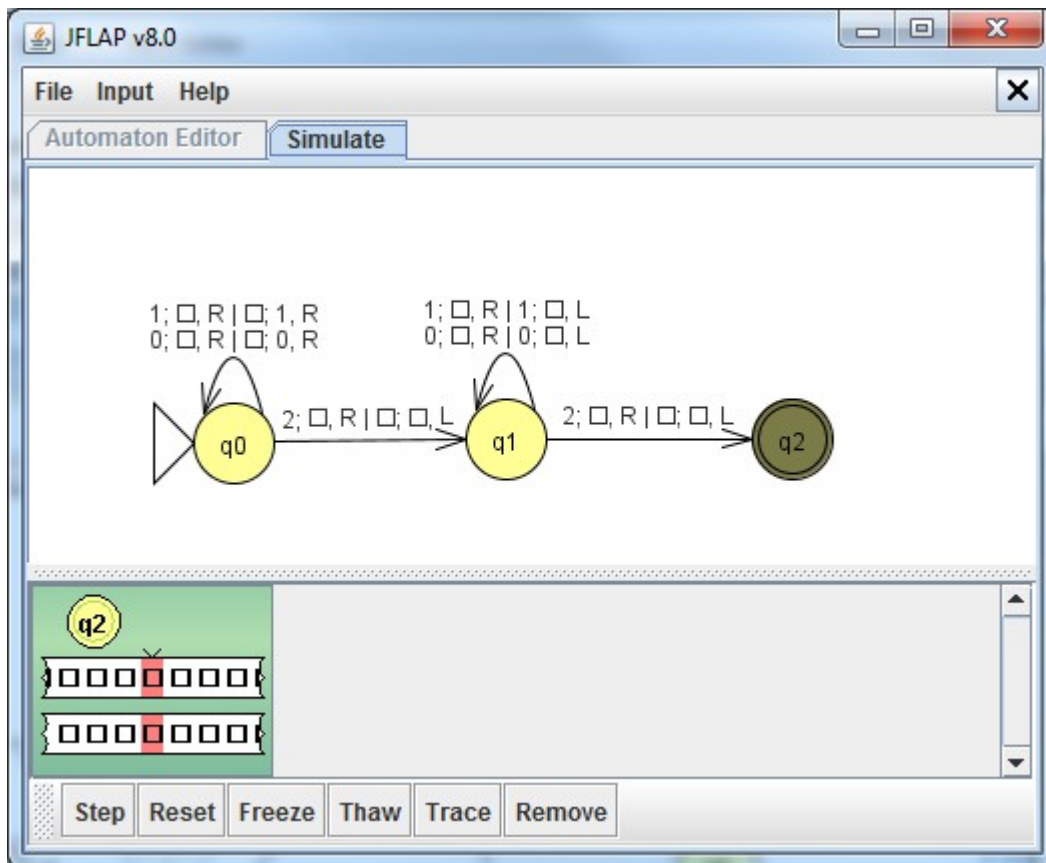 JFLAP v8.0
File Input Help
Automaton Editor Simulate
1; □, R | □; 1, R
0; □, R | □; 0, R
1; □, R | 1; □, L
0; □, R | 0; □, L
2; □, R | □; □, L
2; □, R | □; □, L
q0
q1
q2
q2
□□□□□□□□
□□□□□□□□
Step Reset Freeze Thaw Trace Remove